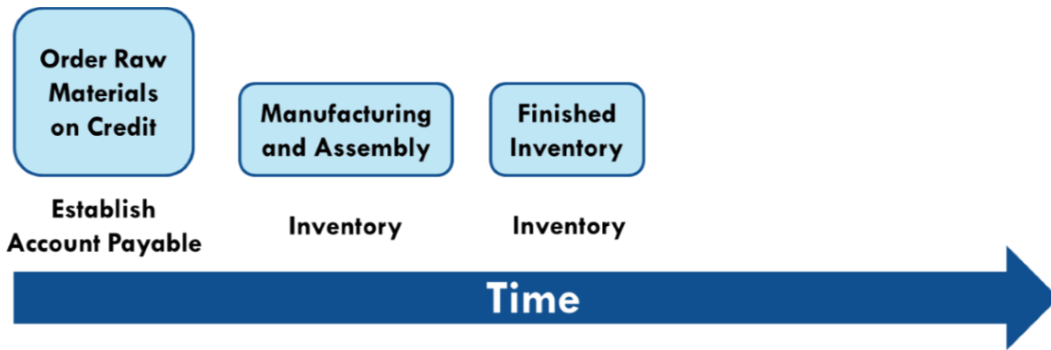 Order Raw
Materials
on Credit
Manufacturing
and Assembly
Finished
Inventory
Establish
Account Payable
Inventory
Inventory
Time